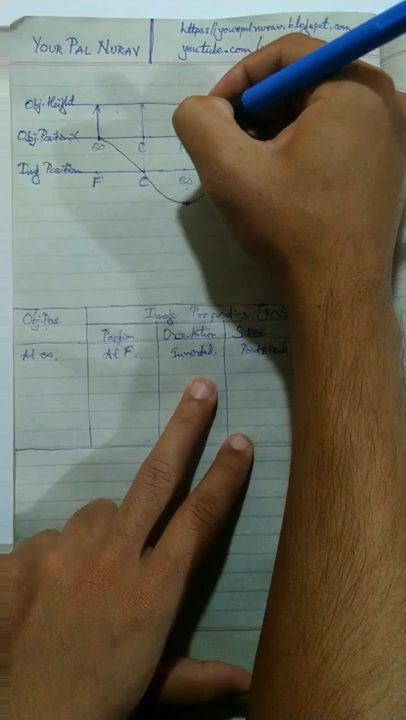 YOUR PAL NURAV
https://yourpalnurav.blogspot.com
youtube.com/
Obj. Height
Obj. Position
∞ C
Img Position
F C ∞
Obj. Pos. Image Properties
Position Orientation Size
At ∞. At F. Inverted.